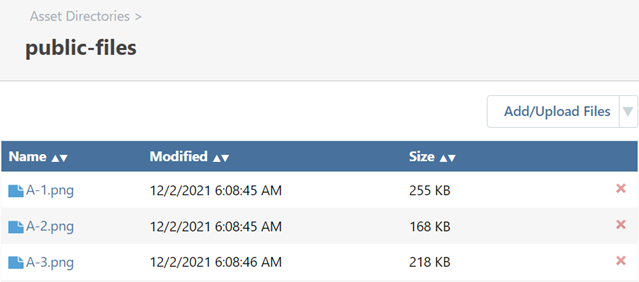 Asset Directories >
public-files
Add/Upload Files ▼
Name ▲▼ Modified ▲▼ Size ▲▼
A-1.png 12/2/2021 6:08:45 AM 255 KB ×
A-2.png 12/2/2021 6:08:45 AM 168 KB ×
A-3.png 12/2/2021 6:08:46 AM 218 KB ×